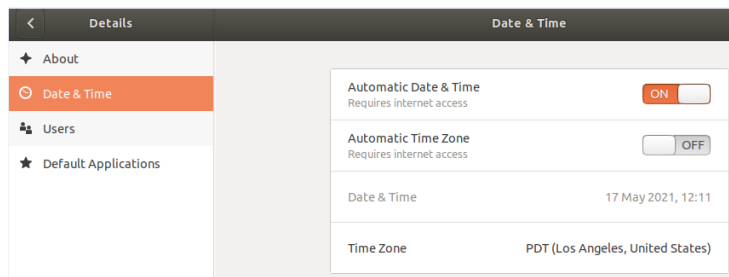 Details
Date & Time
About
Date & Time
Users
Default Applications
Automatic Date & Time
Requires internet access
ON
Automatic Time Zone
Requires internet access
OFF
Date & Time 17 May 2021, 12:11
Time Zone PDT (Los Angeles, United States)